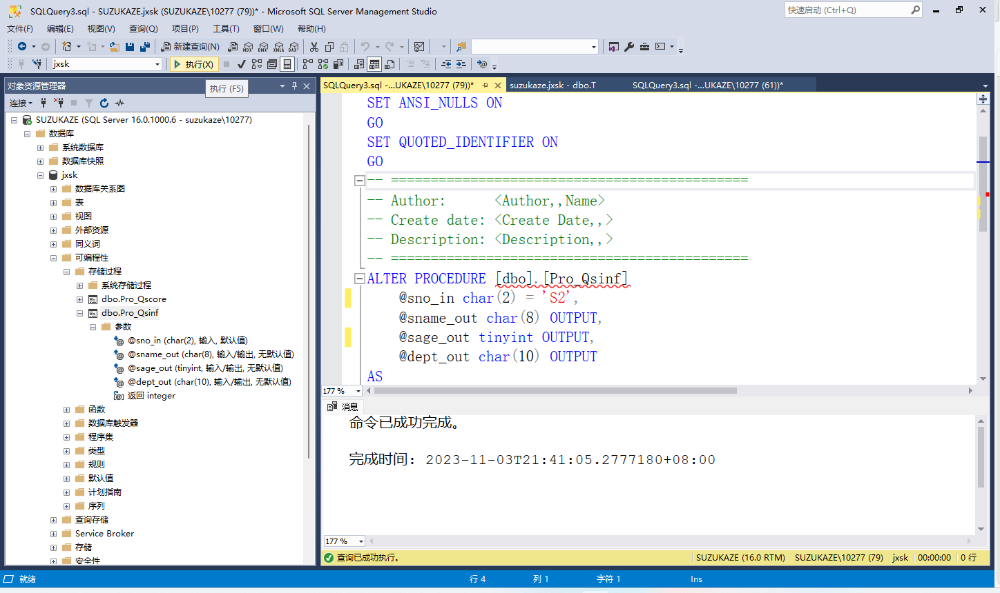 SQLQuery3.sql - SUZUKAZE.jxsk (SUZUKAZE\10277 (79))* - Microsoft SQL Server Management Studio
快速启动 (Ctrl+Q)
文件(F) 编辑(E) 视图(V) 查询(Q) 项目(P) 工具(T) 窗口(W) 帮助(H)
新建查询(N) MDX DMX XMLA DAX
jxsk 执行(X)
对象资源管理器
执行 (F5)
SQLQuery3.sql -...UKAZE\10277 (79))* suzukaze.jxsk - dbo.T SQLQuery3.sql -...UKAZE\10277 (61))*
连接
SUZUKAZE (SQL Server 16.0.1000.6 - suzukaze\10277)
数据库
系统数据库
数据库快照
jxsk
数据库关系图
表
视图
外部资源
同义词
可编程性
存储过程
系统存储过程
dbo.Pro_Qscore
dbo.Pro_Qsinf
参数
@sno_in (char(2), 输入, 默认值)
@sname_out (char(8), 输入/输出, 无默认值)
@sage_out (tinyint, 输入/输出, 无默认值)
@dept_out (char(10), 输入/输出, 无默认值)
返回 integer
函数
数据库触发器
程序集
类型
规则
默认值
计划指南
序列
查询存储
Service Broker
存储
安全性
SET ANSI_NULLS ON
GO
SET QUOTED_IDENTIFIER ON
GO
-- =============================================
-- Author:      <Author,,Name>
-- Create date: <Create Date,,>
-- Description: <Description,,>
-- =============================================
ALTER PROCEDURE [dbo].[Pro_Qsinf]
@sno_in char(2) = 'S2',
@sname_out char(8) OUTPUT,
@sage_out tinyint OUTPUT,
@dept_out char(10) OUTPUT
AS
177 %
消息
命令已成功完成。
完成时间: 2023-11-03T21:41:05.2777180+08:00
177 %
查询已成功执行。 SUZUKAZE (16.0 RTM) SUZUKAZE\10277 (79) jxsk 00:00:00 0 行
就绪 行 4 列 1 字符 1 Ins